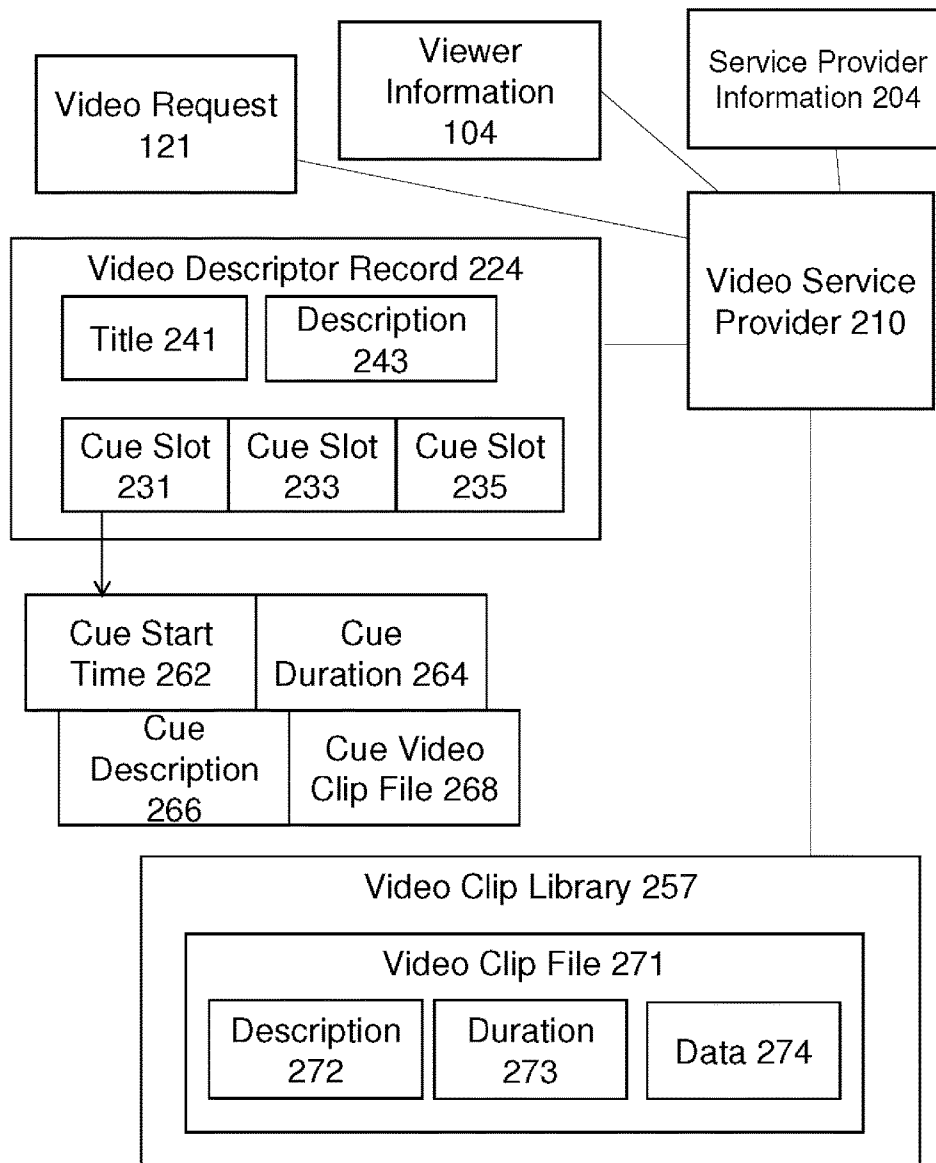 Video Request
121
Viewer
Information
104
Service Provider
Information 204
Video Service
Provider 210
Video Descriptor Record 224
Title 241
Description
243
Cue Slot
231
Cue Slot
233
Cue Slot
235
Cue Start
Time 262
Cue
Duration 264
Cue
Description
266
Cue Video
Clip File 268
Video Clip Library 257
Video Clip File 271
Description
272
Duration
273
Data 274